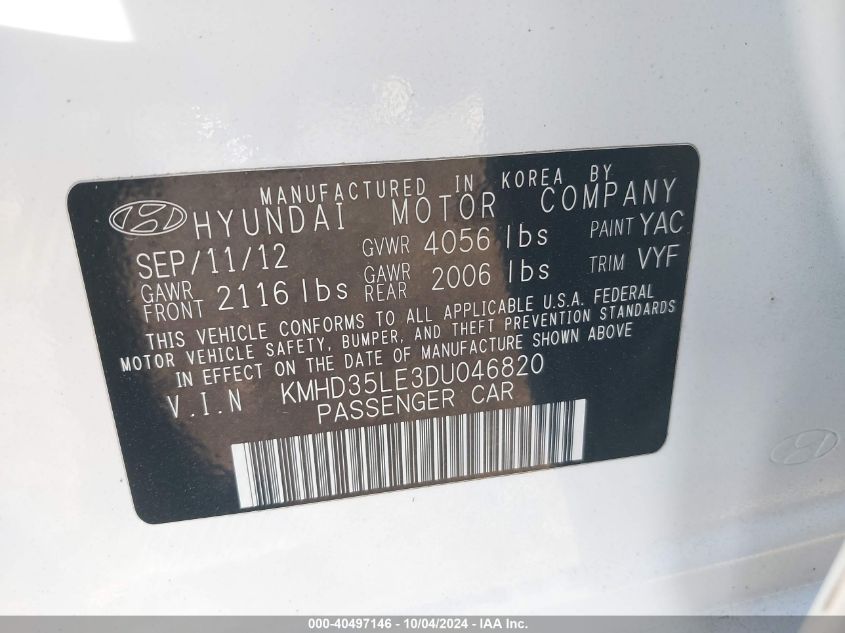 MANUFACTURED IN KOREA BY
HYUNDAI MOTOR COMPANY
SEP/11/12 GVWR 4056 lbs PAINT YAC
GAWR FRONT 2116 lbs GAWR REAR 2006 lbs TRIM VYF
THIS VEHICLE CONFORMS TO ALL APPLICABLE U.S.A. FEDERAL
MOTOR VEHICLE SAFETY, BUMPER, AND THEFT PREVENTION STANDARDS
IN EFFECT ON THE DATE OF MANUFACTURE SHOWN ABOVE
V.I.N KMHD35LE3DU046820
PASSENGER CAR
000-40497146 - 10/04/2024 - IAA Inc.